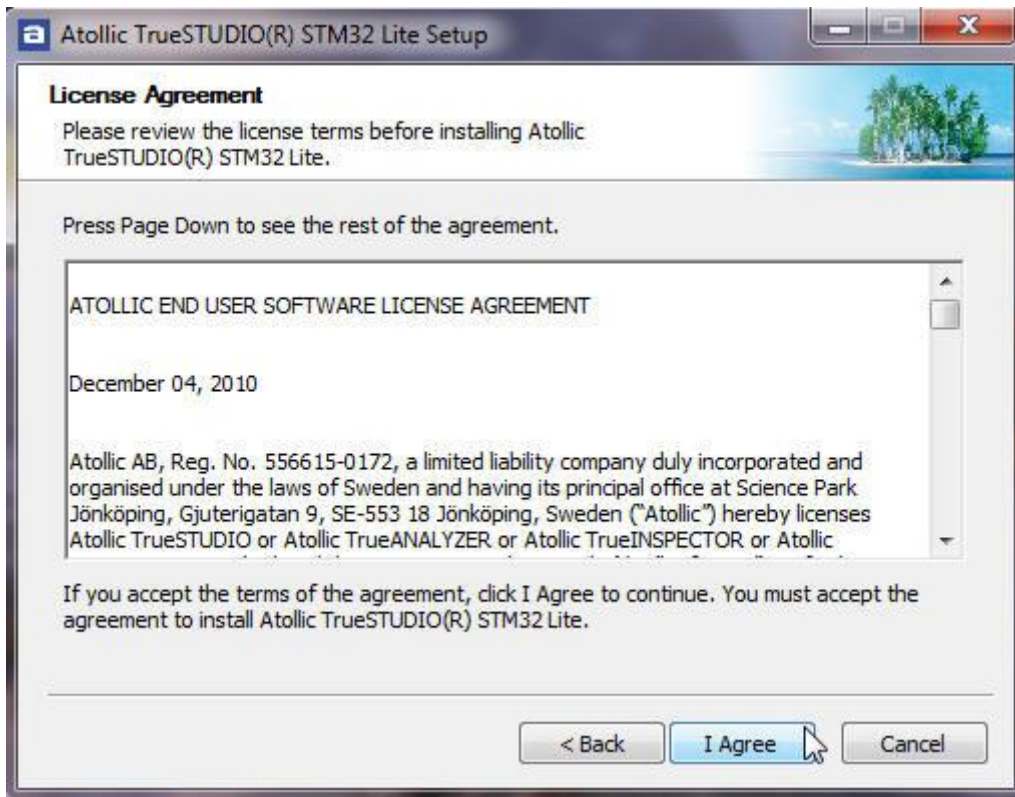 a Atollic TrueSTUDIO(R) STM32 Lite Setup
License Agreement
Please review the license terms before installing Atollic
TrueSTUDIO(R) STM32 Lite.
Press Page Down to see the rest of the agreement.
ATOLLIC END USER SOFTWARE LICENSE AGREEMENT
December 04, 2010
Atollic AB, Reg. No. 556615-0172, a limited liability company duly incorporated and
organised under the laws of Sweden and having its principal office at Science Park
Jönköping, Gjuterigatan 9, SE-553 18 Jönköping, Sweden (“Atollic”) hereby licenses
Atollic TrueSTUDIO or Atollic TrueANALYZER or Atollic TrueINSPECTOR or Atollic
If you accept the terms of the agreement, click I Agree to continue. You must accept the
agreement to install Atollic TrueSTUDIO(R) STM32 Lite.
< Back I Agree Cancel